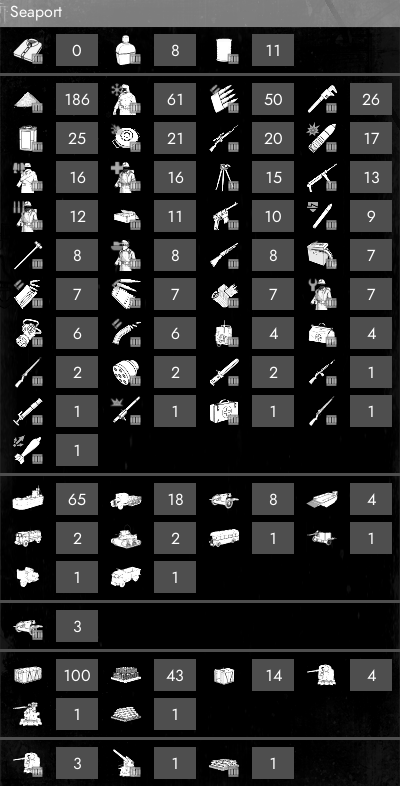 Seaport
0 8 11
186 61 50 26
25 21 20 17
16 16 15 13
12 11 10 9
8 8 8 7
7 7 7 7
6 6 4 4
2 2 2 1
1 1 1 1
1
65 18 8 4
2 2 1 1
1 1
3
100 43 14 4
1 1
3 1 1